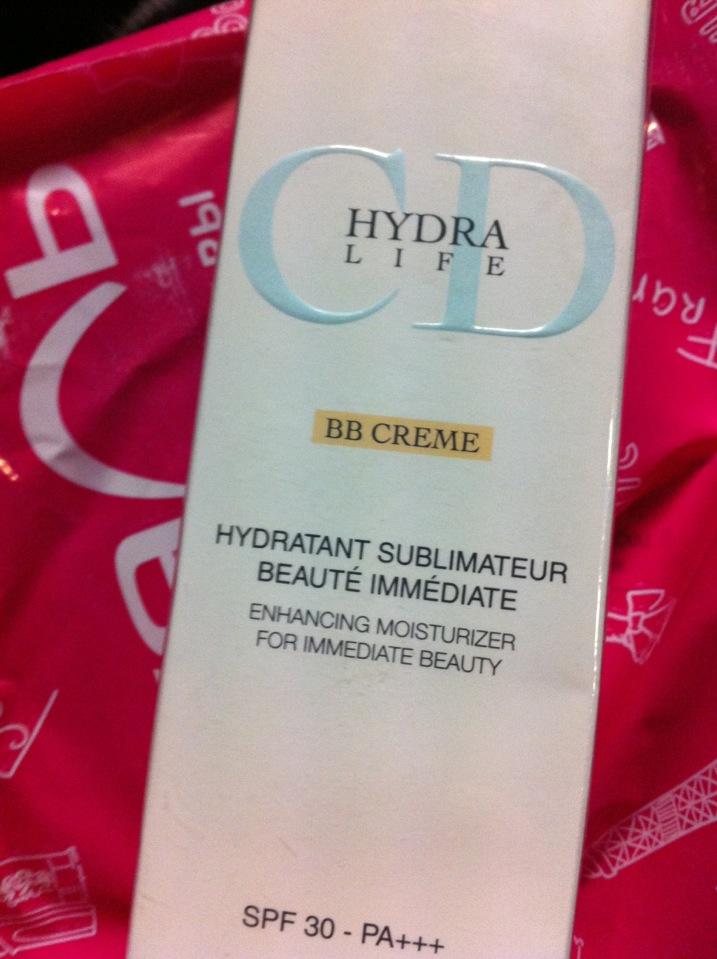 CD
HYDRA
LIFE
BB CREME
HYDRATANT SUBLIMATEUR
BEAUTÉ IMMÉDIATE
ENHANCING MOISTURIZER
FOR IMMEDIATE BEAUTY
SPF 30 - PA+++